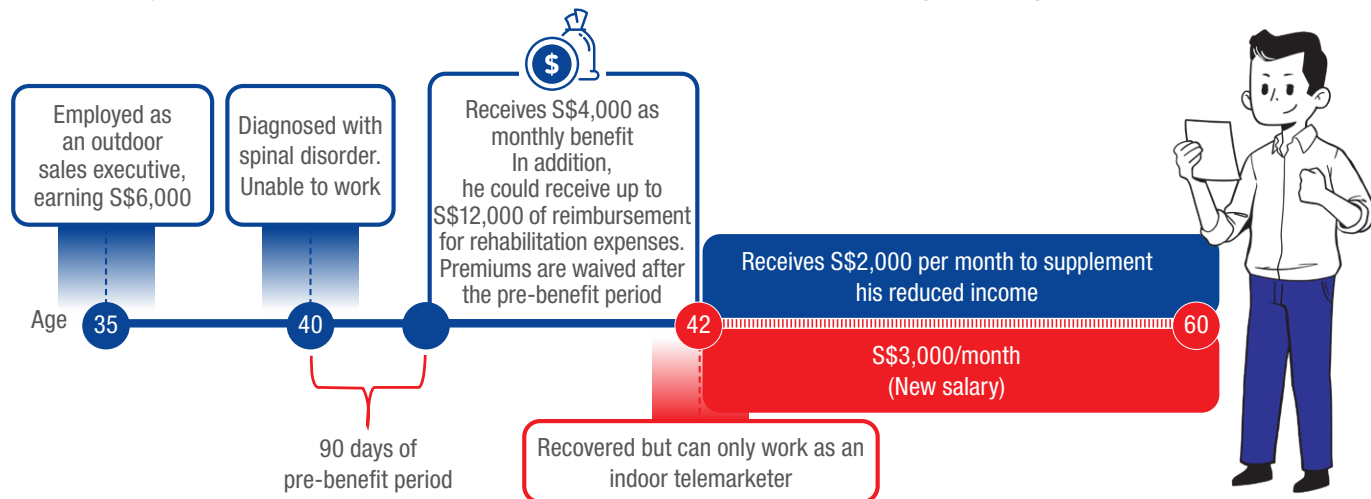 $
Employed as
an outdoor
sales executive,
earning S$6,000
Diagnosed with
spinal disorder.
Unable to work
Receives S$4,000 as
monthly benefit
In addition,
he could receive up to
S$12,000 of reimbursement
for rehabilitation expenses.
Premiums are waived after
the pre-benefit period
Receives S$2,000 per month to supplement
his reduced income
Age
35
40
42
60
S$3,000/month
(New salary)
90 days of
pre-benefit period
Recovered but can only work as an
indoor telemarketer